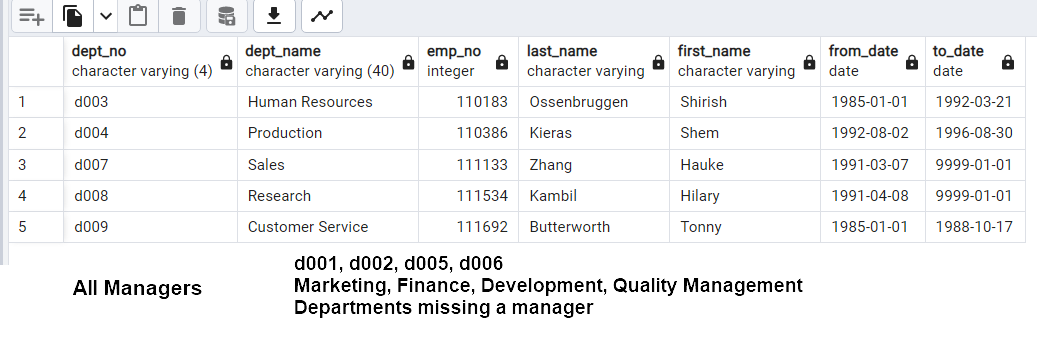 dept_no dept_name emp_no last_name first_name from_date to_date
character varying (4) character varying (40) integer character varying character varying date date
1 d003 Human Resources 110183 Ossenbruggen Shirish 1985-01-01 1992-03-21
2 d004 Production 110386 Kieras Shem 1992-08-02 1996-08-30
3 d007 Sales 111133 Zhang Hauke 1991-03-07 9999-01-01
4 d008 Research 111534 Kambil Hilary 1991-04-08 9999-01-01
5 d009 Customer Service 111692 Butterworth Tonny 1985-01-01 1988-10-17
All Managers
d001, d002, d005, d006
Marketing, Finance, Development, Quality Management
Departments missing a manager